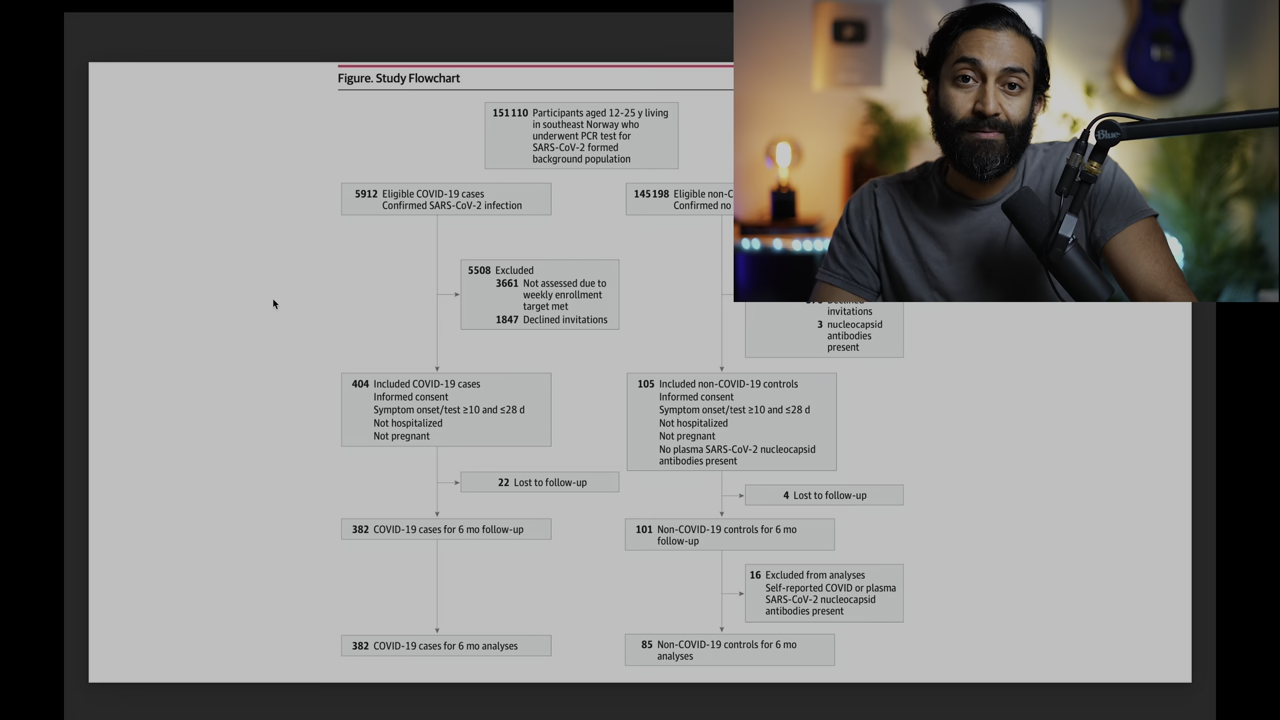 Figure. Study Flowchart
151110 Participants aged 12-25 y living
in southeast Norway who
underwent PCR test for
SARS-CoV-2 formed
background population
5912 Eligible COVID-19 cases
Confirmed SARS-CoV-2 infection
145198 Eligible non-C
Confirmed no
5508 Excluded
3661 Not assessed due to
weekly enrollment
target met
1847 Declined invitations
invitations
3 nucleocapsid
antibodies
present
404 Included COVID-19 cases
Informed consent
Symptom onset/test ≥10 and ≤28 d
Not hospitalized
Not pregnant
105 Included non-COVID-19 controls
Informed consent
Symptom onset/test ≥10 and ≤28 d
Not hospitalized
Not pregnant
No plasma SARS-CoV-2 nucleocapsid
antibodies present
22 Lost to follow-up
4 Lost to follow-up
382 COVID-19 cases for 6 mo follow-up
101 Non-COVID-19 controls for 6 mo
follow-up
16 Excluded from analyses
Self-reported COVID or plasma
SARS-CoV-2 nucleocapsid
antibodies present
382 COVID-19 cases for 6 mo analyses
85 Non-COVID-19 controls for 6 mo
analyses
Blue